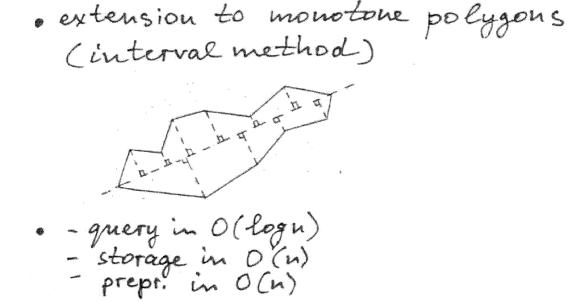 • extension to monotone polygons
(interval method)
• - query in O(log n)
- storage in O(n)
- prepr. in O(n)